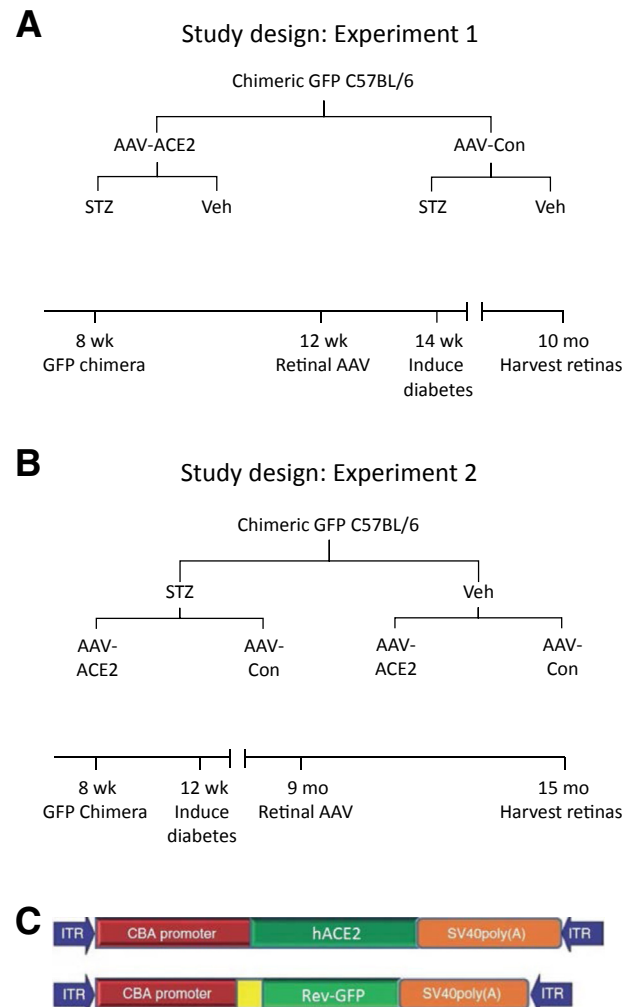 A
Study design: Experiment 1
Chimeric GFP C57BL/6
AAV-ACE2
AAV-Con
STZ
Veh
STZ
Veh
8 wk
GFP chimera
12 wk
Retinal AAV
14 wk
Induce
diabetes
10 mo
Harvest retinas
B
Study design: Experiment 2
Chimeric GFP C57BL/6
STZ
Veh
AAV-
ACE2
AAV-
Con
AAV-
ACE2
AAV-
Con
8 wk
GFP Chimera
12 wk
Induce
diabetes
9 mo
Retinal AAV
15 mo
Harvest retinas
C
ITR CBA promoter hACE2 SV40poly(A) ITR
ITR CBA promoter Rev-GFP SV40poly(A) ITR